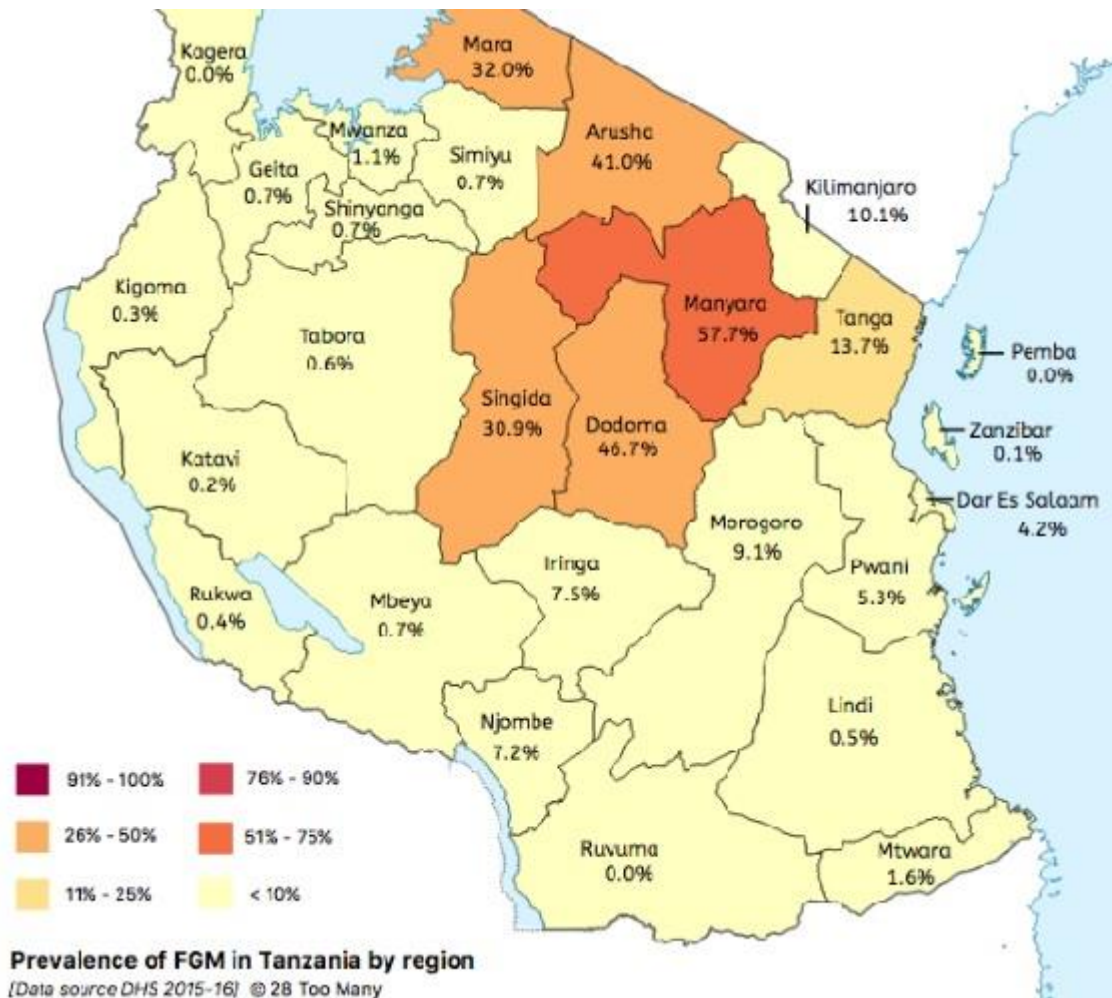 Kagera
0.0%
Mara
32.0%
Mwanza
1.1%
Simiyu
0.7%
Arusha
41.0%
Geita
0.7%
Shinyanga
0.7%
Kilimanjaro
10.1%
Kigoma
0.3%
Tabora
0.6%
Manyara
57.7%
Tanga
13.7%
Pemba
0.0%
Singida
30.9%
Dodoma
46.7%
Zanzibar
0.1%
Katavi
0.2%
Dar Es Salaam
4.2%
Morogoro
9.1%
Iringa
7.5%
Pwani
5.3%
Rukwa
0.4%
Mbeya
0.7%
Lindi
0.5%
Njombe
7.2%
Ruvuma
0.0%
Mtwara
1.6%
91% - 100%
76% - 90%
26% - 50%
51% - 75%
11% - 25%
< 10%
Prevalence of FGM in Tanzania by region
[Data source DHS 2015-16] © 28 Too Many